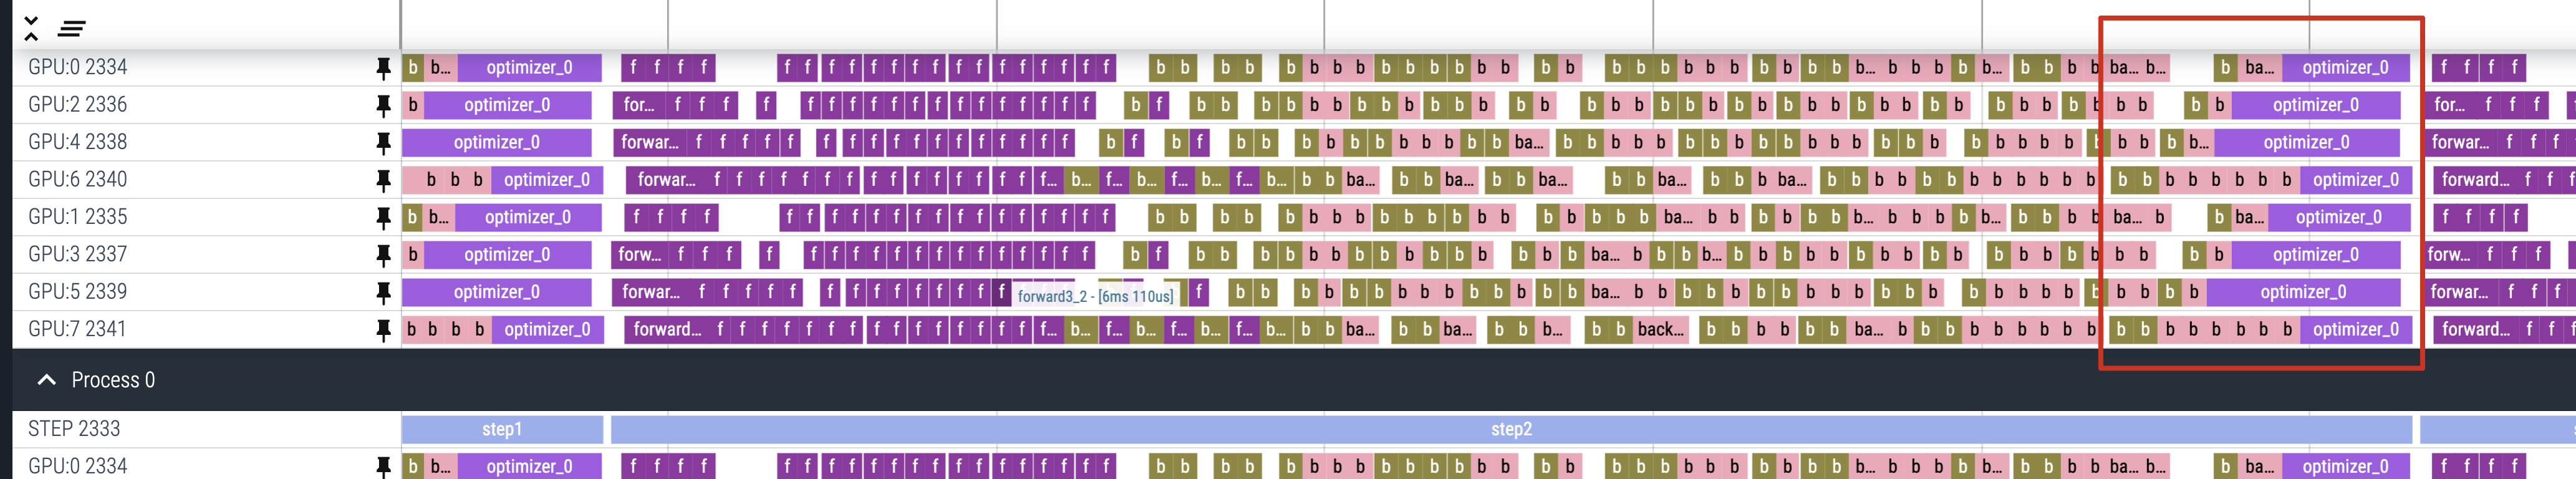 GPU:0 2334 b b… optimizer_0 f f f f f f f f f f f f f f f f f f f b b b b b b b b b b b b b b b b b b b b b b b b b b b… b b b b b… b b b b ba… b… b ba… optimizer_0 f f f f
GPU:2 2336 b optimizer_0 for… f f f f f f f f f f f f f f f f f b f b b b b b b b b b b b b b b b b b b b b b b b b b b b b b b b b b b b b b b optimizer_0 for… f f f
GPU:4 2338 optimizer_0 forwar… f f f f f f f f f f f f f f f f b f b f b b b b b b b b b b b ba… b b b b b b b b b b b b b b b b b b b b b b b b b b… optimizer_0 forwar… f f f
GPU:6 2340 b b b optimizer_0 forwar… f f f f f f f f f f f f f f f… b… f… b… f… b… f… b… b b ba… b b ba… b b ba… b b ba… b b b ba… b b b b b b b b b b b b b b b b b b b b optimizer_0 forward… f f f
GPU:1 2335 b b… optimizer_0 f f f f f f f f f f f f f f f f f f f b b b b b b b b b b b b b b b b b b b ba… b b b b b b b… b b b b b… b b b b ba… b b ba… optimizer_0 f f f f
GPU:3 2337 b optimizer_0 forw… f f f f f f f f f f f f f f f f f b f b b b b b b b b b b b b b b b ba… b b b b… b b b b b b b b b b b b b b b b b b b optimizer_0 forw… f f f
GPU:5 2339 optimizer_0 forwar… f f f f f f f f f f f f forward3_2 - [6ms 110us] f b b b b b b b b b b b b b b ba… b b b b b b b b b b b b b b b b b b b b b b b optimizer_0 forwar… f f f
GPU:7 2341 b b b b optimizer_0 forward… f f f f f f f f f f f f f f f… b… f… b… f… b… f… b… b b ba… b b ba… b b b… b b back… b b b b b b ba… b b b b b b b b b b b b b b b b b b optimizer_0 forward… f f f
Process 0
STEP 2333 step1 step2
GPU:0 2334 b b… optimizer_0 f f f f f f f f f f f f f f f f f f f b b b b b b b b b b b b b b b b b b b b b b b b b b b… b b b b b… b b b b ba… b… b ba… optimizer_0 f f f f